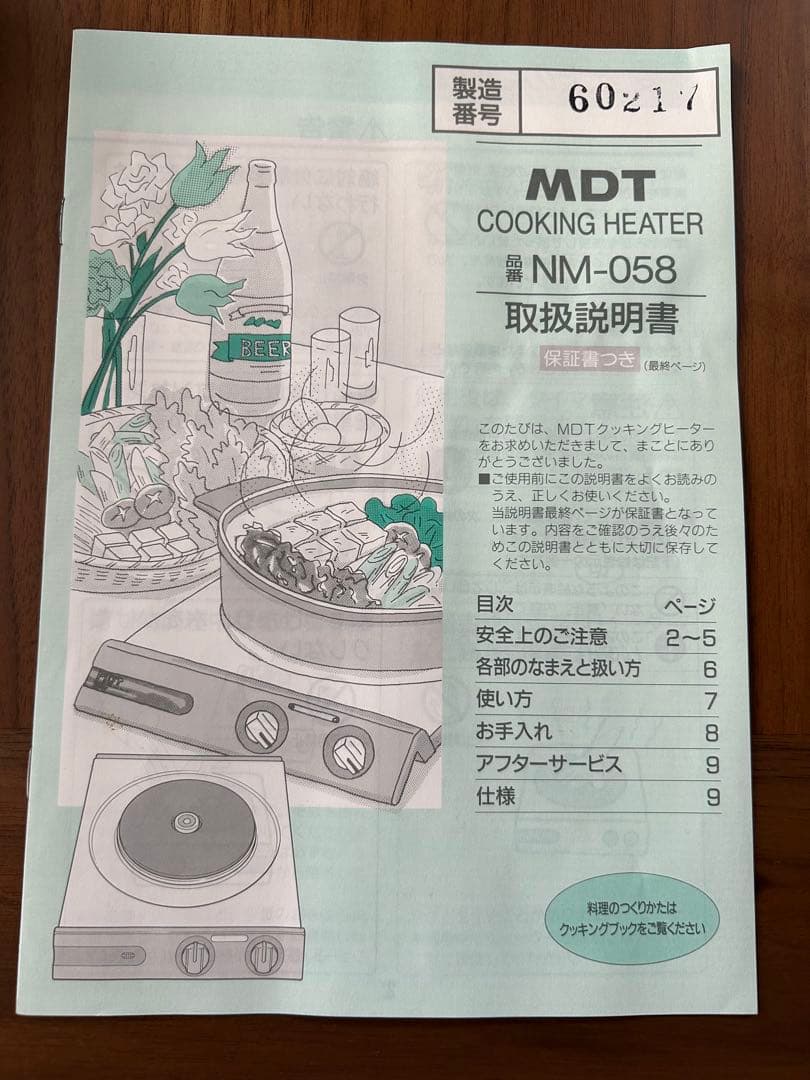 製造番号 60217
MDT
COOKING HEATER
品番 NM-058
取扱説明書
保証書つき (最終ページ)
このたびは、MDTクッキングヒーター
をお求めいただきまして、まことにあり
がとうございました。
■ご使用前にこの説明書をよくお読みの
うえ、正しくお使いください。
当説明書最終ページが保証書となって
います。内容をご確認のうえ後々のた
めこの説明書とともに大切に保存して
ください。
目次 ページ
安全上のご注意 2〜5
各部のなまえと扱い方 6
使い方 7
お手入れ 8
アフターサービス 9
仕様 9
料理のつくりかたは
クッキングブックをご覧ください
BEER
MDT